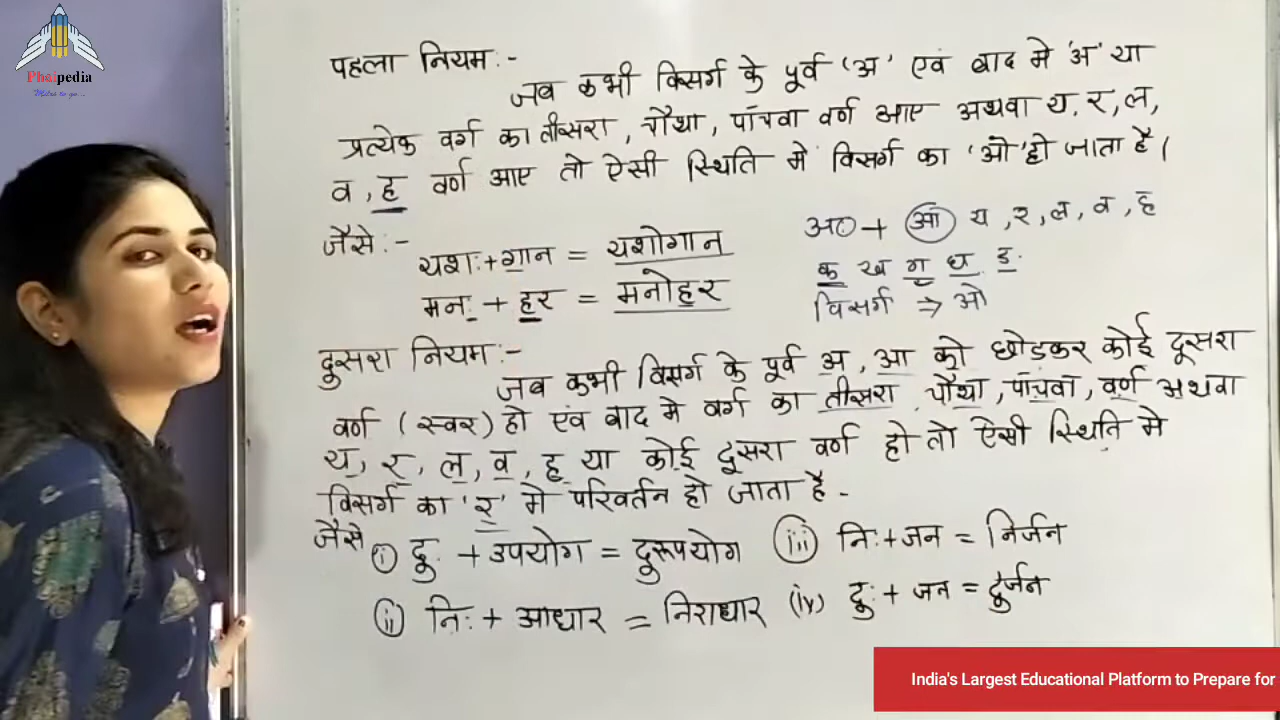 Phaipedia
पहला नियम :-
जब कभी विसर्ग के पूर्व 'अ' एवं बाद मे 'अ' या
प्रत्येक वर्ग का तीसरा, चौथा, पांचवा वर्ण आए अथवा य, र, ल,
व, ह वर्ण आए तो ऐसी स्थिति मे विसर्ग का 'ओ' हो जाता है।
जैसे :-
यशः + गान = यशोगान
मनः + हर = मनोहर
य, र, ल, व, ह
क ख ग घ ङ
विसर्ग ⇒ ओ
दुसरा नियम :-
जब कभी विसर्ग के पूर्व अ, आ को छोडकर कोई दूसरा
वर्ण (स्वर) हो एवं बाद मे वर्ग का तीसरा, चौथा, पांचवा, वर्ण अथवा
य, र, ल, व, ह या कोई दूसरा वर्ण हो तो ऐसी स्थिति मे
विसर्ग का 'र्' मे परिवर्तन हो जाता है -
जैसे
(i) दुः + उपयोग = दुरूपयोग
(ii) निः + आधार = निराधार
(iii) निः + जन = निर्जन
(iv) दुः + जन = दुर्जन
India's Largest Educational Platform to Prepare for